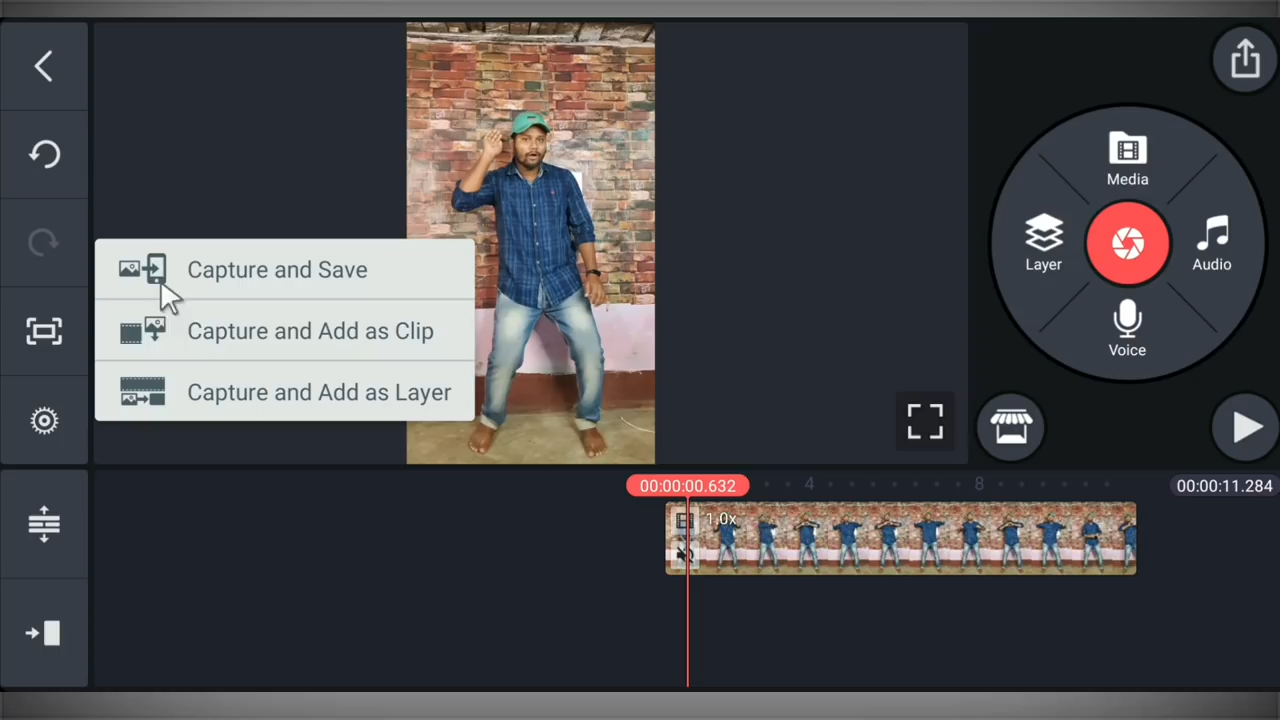 Media
Layer
Audio
Voice
Capture and Save
Capture and Add as Clip
Capture and Add as Layer
00:00:00.632
4
8
00:00:11.284
1.0x